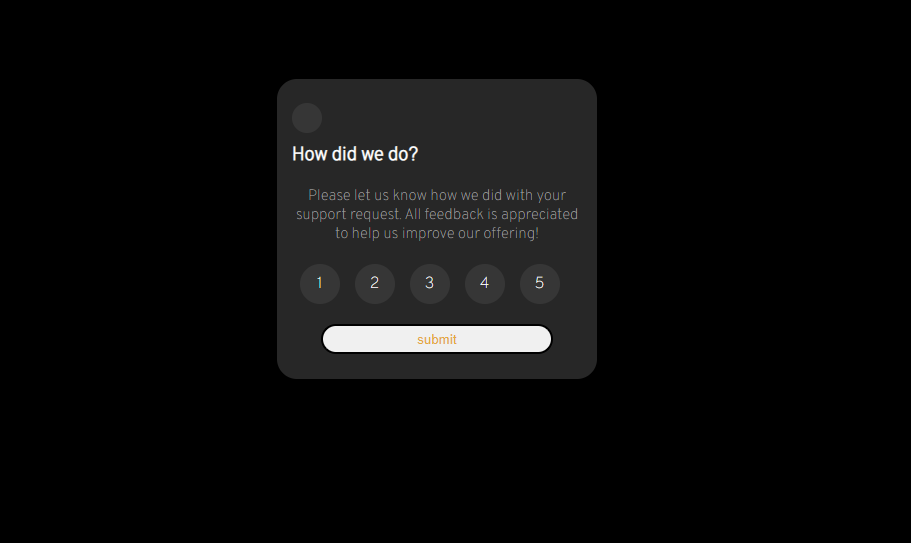 How did we do?
Please let us know how we did with your
support request. All feedback is appreciated
to help us improve our offering!
1 2 3 4 5
submit